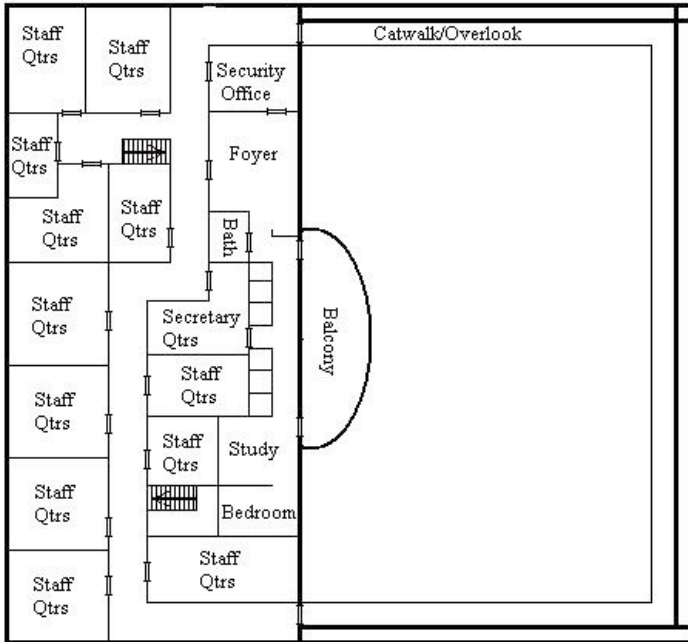 Staff
Qtrs
Staff
Qtrs
Catwalk/Overlook
Security
Office
Staff
Qtrs
Foyer
Staff
Qtrs
Staff
Qtrs
Bath
Staff
Qtrs
Secretary
Qtrs
Balcony
Staff
Qtrs
Staff
Qtrs
Staff
Qtrs
Study
Staff
Qtrs
Bedroom
Staff
Qtrs
Staff
Qtrs